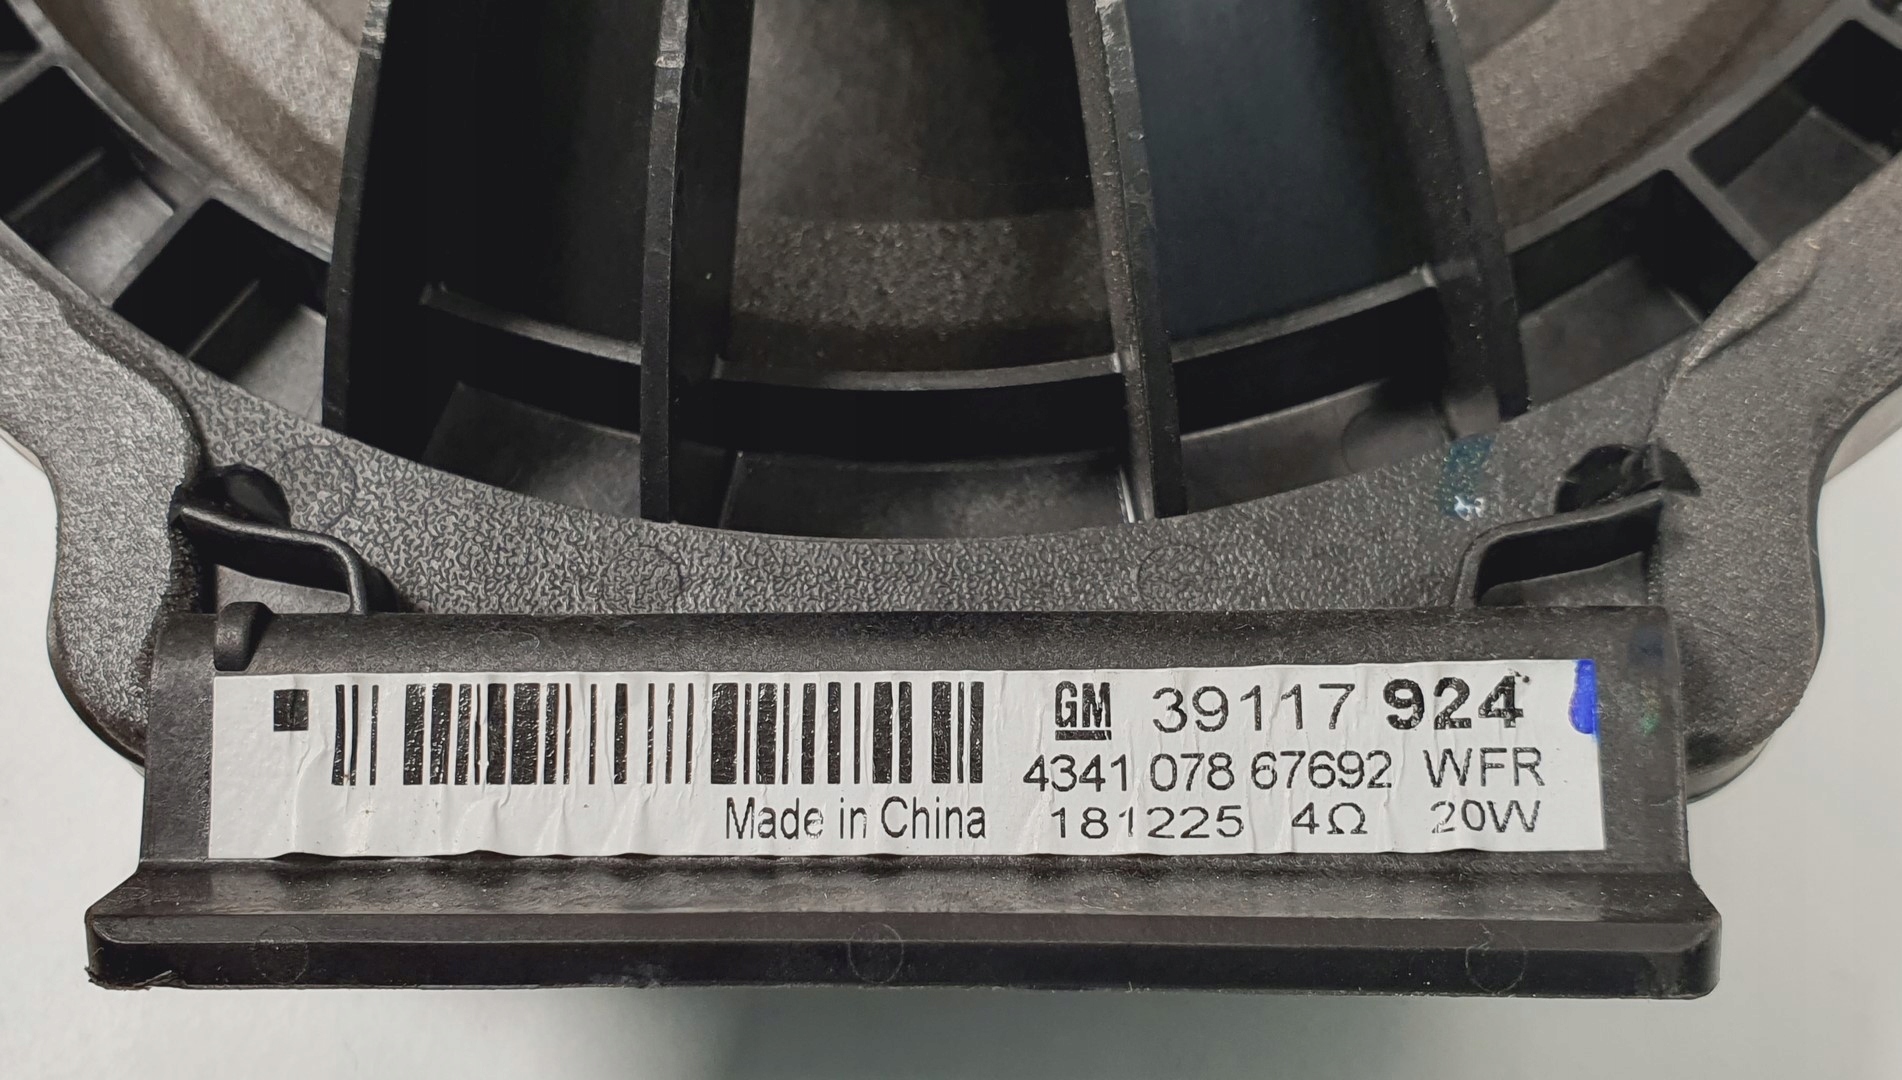 GM 39117 924
4341 078 67692 WFR
Made in China 181225 4Ω 20W